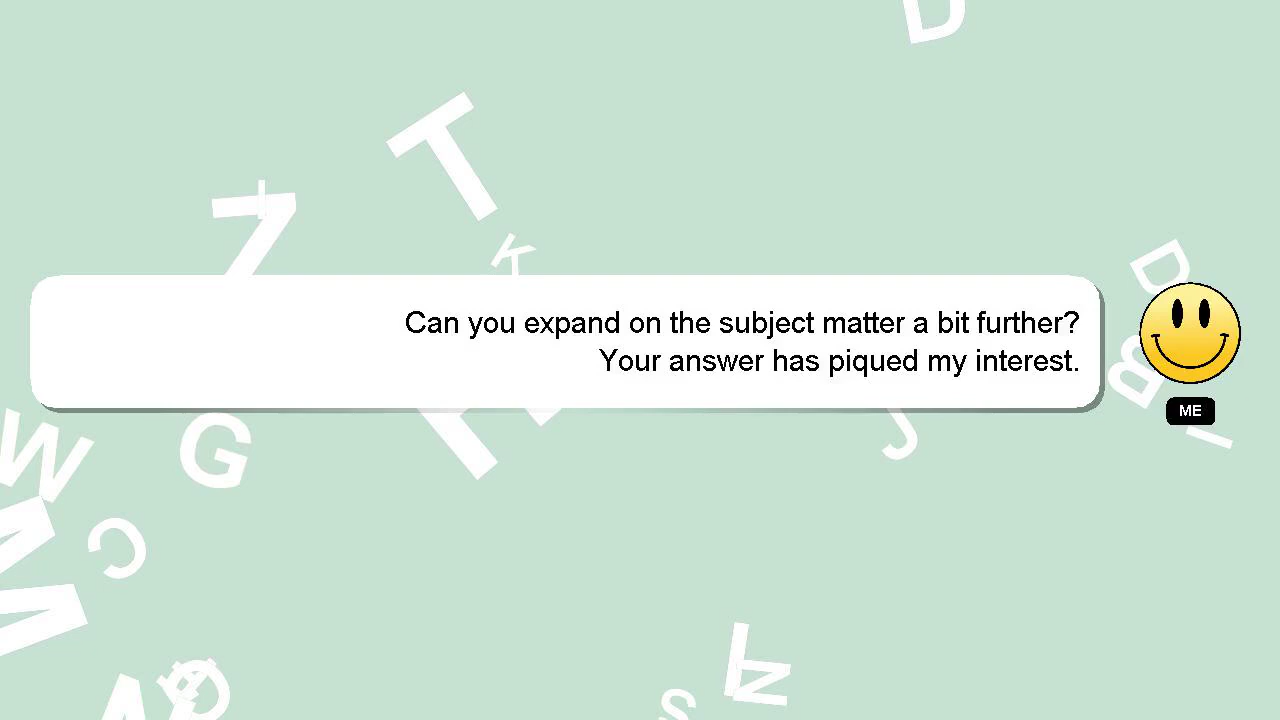 Can you expand on the subject matter a bit further?
Your answer has piqued my interest.
ME